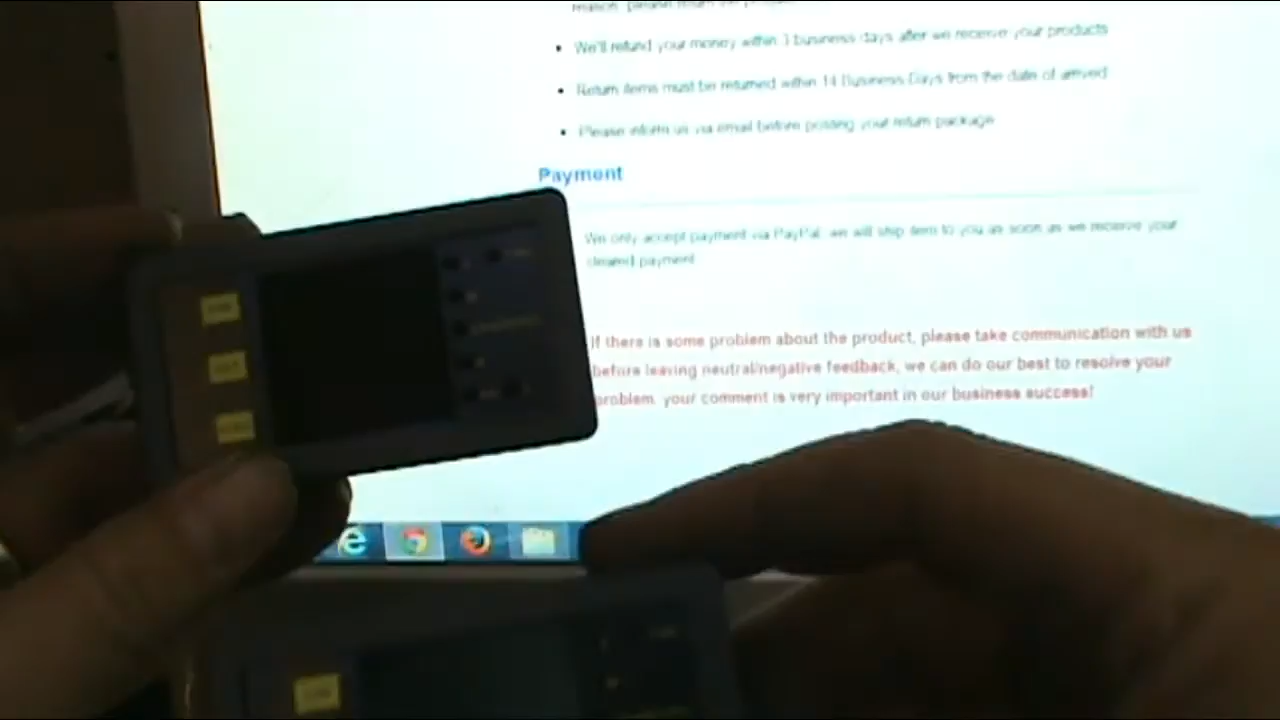 reason, please return the
We'll refund your money within 3 business days after we receive your products
Return items must be returned within 14 Business Days from the date of arrived
Please inform us via email before posting your return package
Payment
We only accept payment via PayPal, we will ship item to you as soon as we receive your
cleared payment
If there is some problem about the product, please take communication with us
before leaving neutral/negative feedback, we can do our best to resolve your
problem, your comment is very important in our business success!